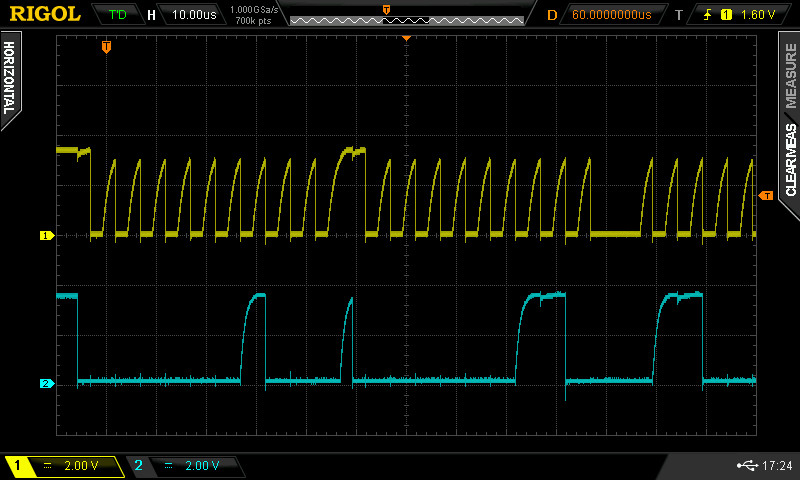 RIGOL T'D H 10.00us 1.000GSa/s 700k pts T D 60.0000000us T 1 1.60 V
T
HORIZONTAL
MEASURE
CLEARMEAS
T
1
2
1 2.00 V 2 2.00 V 17:24